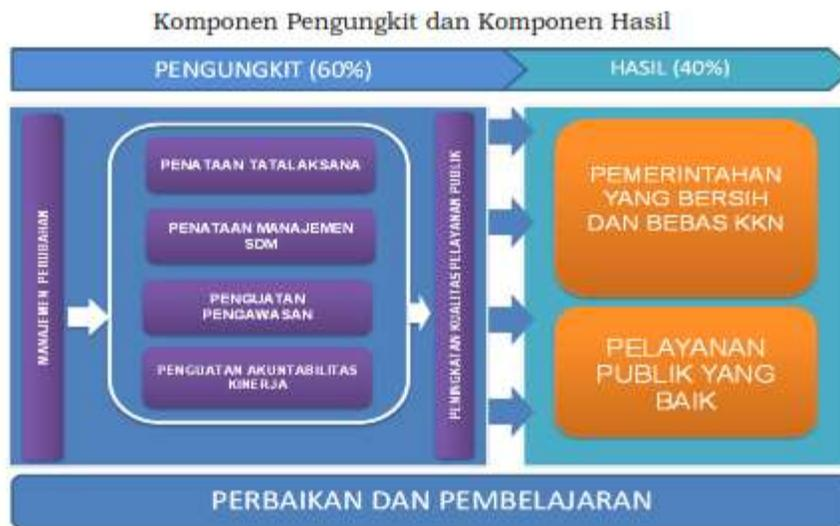 Komponen Pengungkit dan Komponen Hasil
PENGUNGKIT (60%)
HASIL (40%)
MANAJEMEN PERUBAHAN
PENATAAN TATALAKSANA
PENATAAN MANAJEMEN
SDM
PENGUATAN
PENGAWASAN
PENGUATAN AKUNTABILITAS
KINERJA
PENINGKATAN KUALITAS PELAYANAN PUBLIK
PEMERINTAHAN
YANG BERSIH
DAN BEBAS KKN
PELAYANAN
PUBLIK YANG
BAIK
PERBAIKAN DAN PEMBELAJARAN